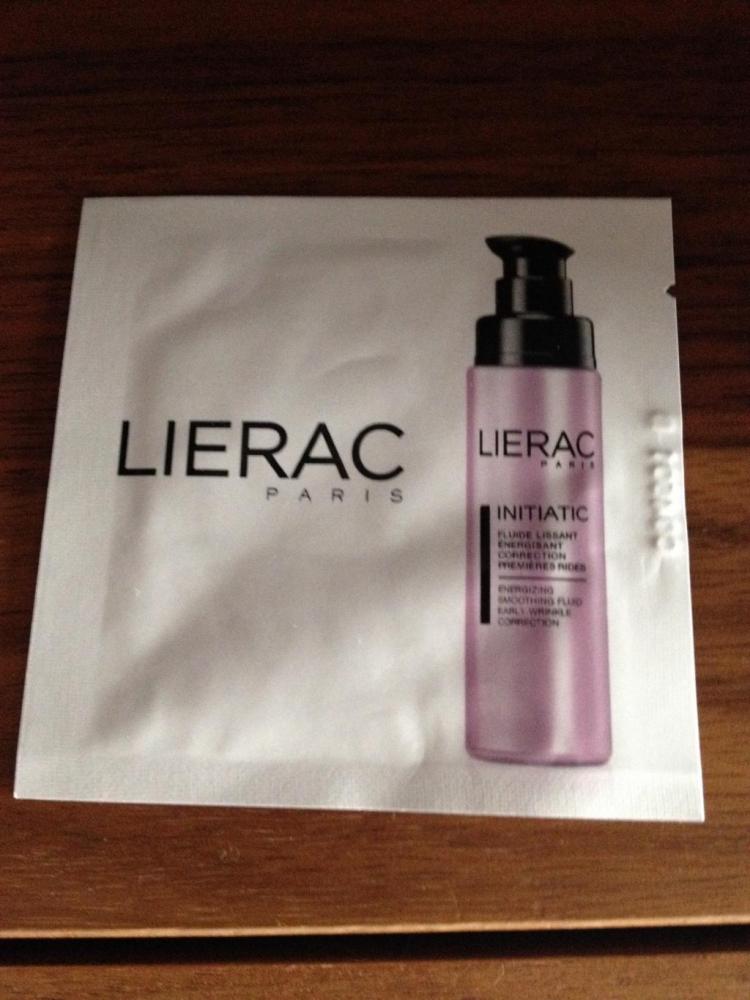 LIERAC
PARIS
LIERAC
PARIS
INITIATIC
FLUIDE LISSANT
ÉNERGISANT
CORRECTION
PREMIÈRES RIDES
ENERGIZING
SMOOTHING FLUID
EARLY WRINKLE
CORRECTION